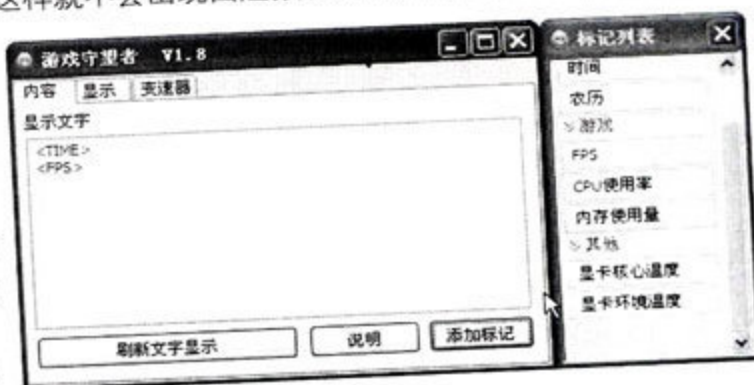 游戏守望者 V1.8
内容 显示 变速器
显示文字
<TIME>
<FPS>
刷新文字显示 说明 添加标记
标记列表
时间
农历
游戏
FPS
CPU使用率
内存使用量
其他
显卡核心温度
显卡环境温度